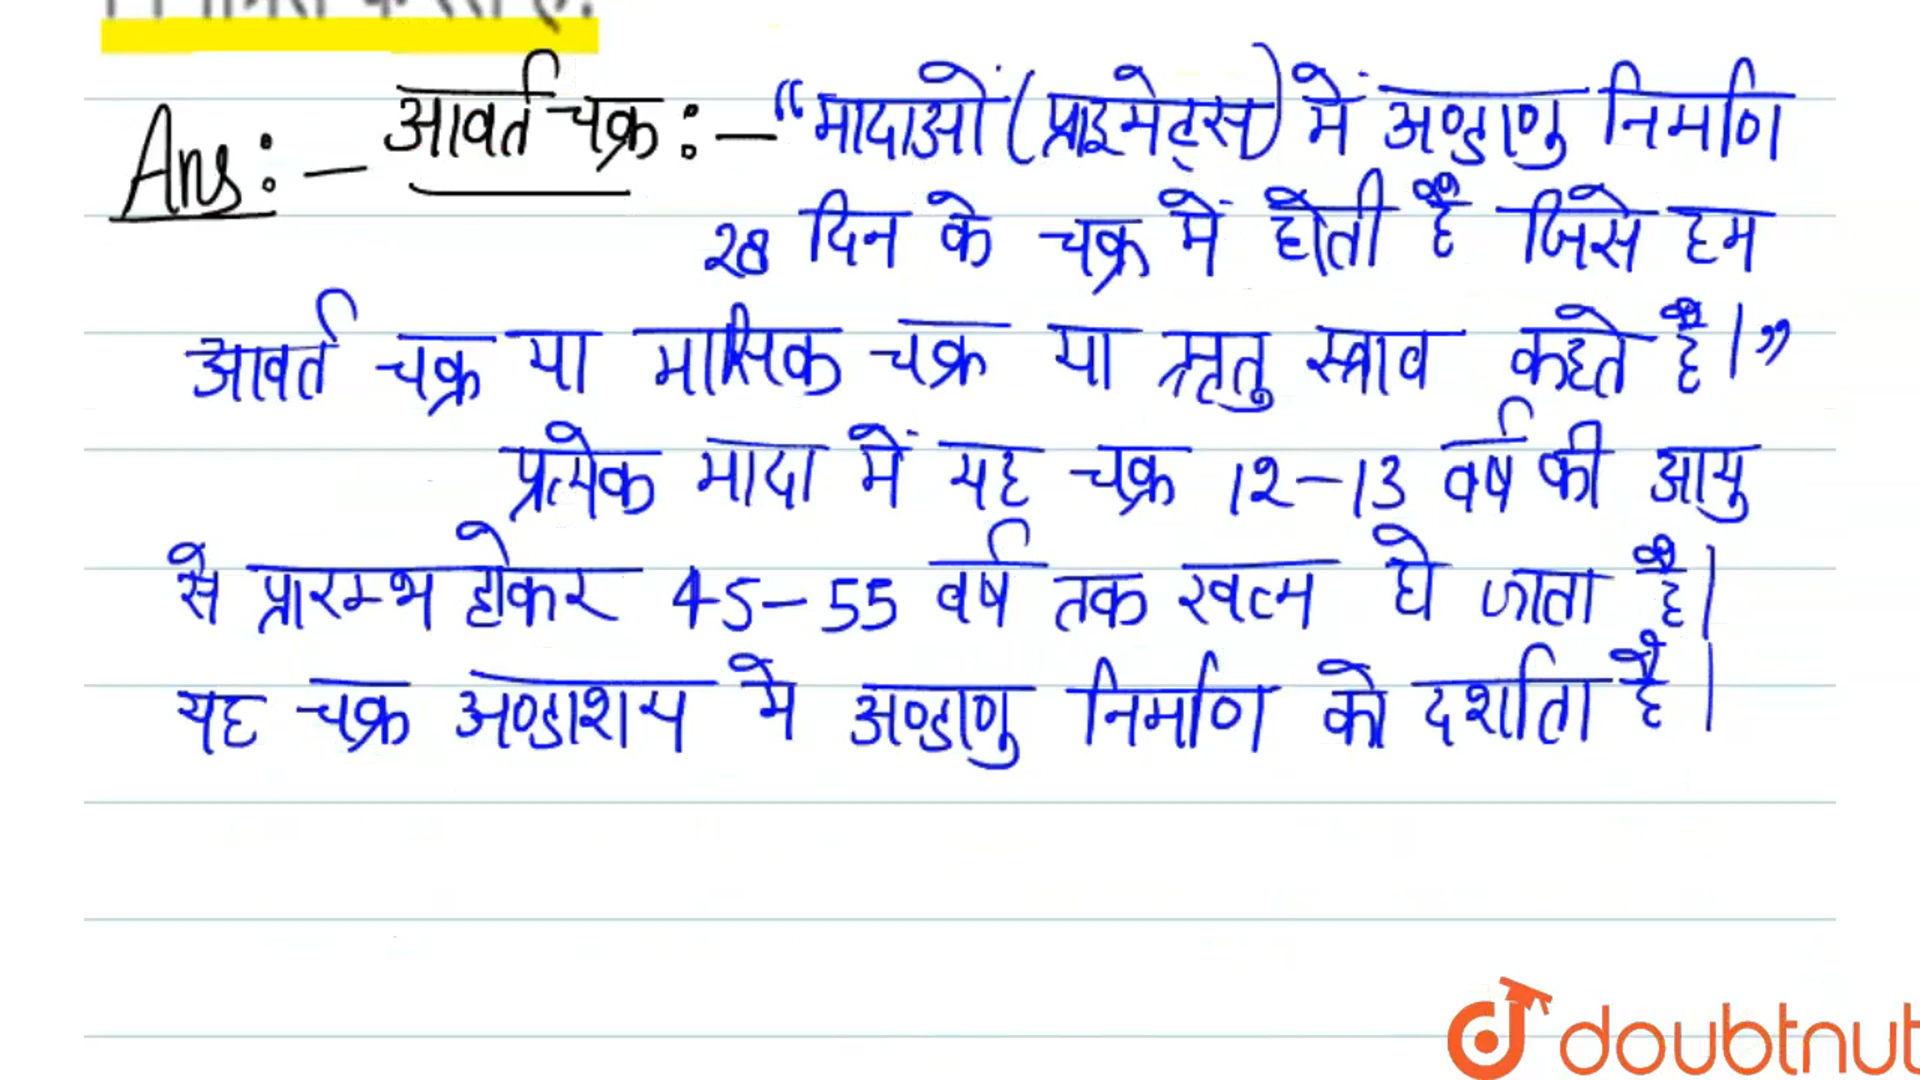 Ans:- आवर्त चक्र :- "मादाओं (प्राइमेट्स) में अण्डाणु निर्माण
28 दिन के चक्र में होती है जिसे हम
आवर्त चक्र या मासिक चक्र या ऋतु स्त्राव कहते है।"
प्रत्येक मादा में यह चक्र 12-13 वर्ष की आयु
से प्रारम्भ होकर 45-55 वर्ष तक खत्म हो जाता है।
यह चक्र अण्डाशय मे अण्डाणु निर्माण को दर्शाता है।
doubtnut